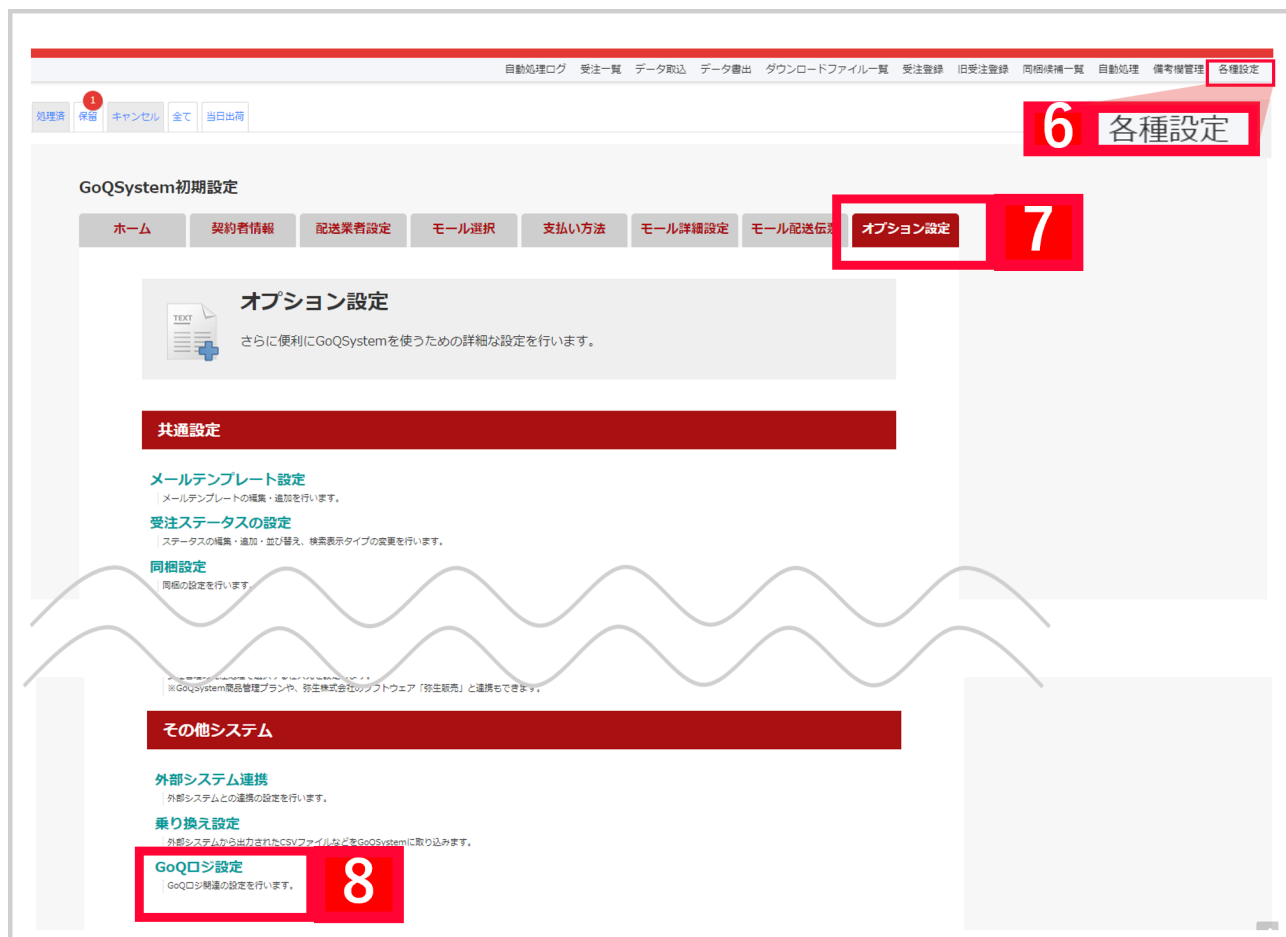 自動処理ログ 受注一覧 データ取込 データ書出 ダウンロードファイル一覧 受注登録 旧受注登録 同梱候補一覧 自動処理 備考欄管理 各種設定
1
処理済 保留 キャンセル 全て 当日出荷
6 各種設定
GoQSystem初期設定
ホーム 契約者情報 配送業者設定 モール選択 支払い方法 モール詳細設定 モール配送伝 オプション設定
7
TEXT
オプション設定
さらに便利にGoQSystemを使うための詳細な設定を行います。
共通設定
メールテンプレート設定
メールテンプレートの編集・追加を行います。
受注ステータスの設定
ステータスの編集・追加・並び替え、検索表示タイプの変更を行います。
同梱設定
同梱の設定を行います。
※GoQSystem商品管理プランや、弥生株式会社のソフトウェア「弥生販売」と連携もできます。
その他システム
外部システム連携
外部システムとの連携の設定を行います。
乗り換え設定
外部システムから出力されたCSVファイルなどをGoQSystemに取り込みます。
GoQロジ設定
GoQロジ関連の設定を行います。
8